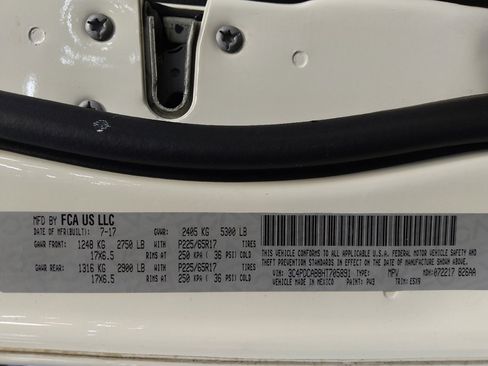 MFD BY FCA US LLC
DATE OF MFR(BUILT): 7-17 GVWR: 2405 KG 5300 LB
GAWR FRONT: 1248 KG 2750 LB WITH P225/65R17 TIRES
17X6.5 RIMS AT 250 KPA ( 36 PSI) COLD
GAWR REAR: 1316 KG 2900 LB WITH P225/65R17 TIRES
17X6.5 RIMS AT 250 KPA ( 36 PSI) COLD
THIS VEHICLE CONFORMS TO ALL APPLICABLE U.S.A.
FEDERAL MOTOR VEHICLE SAFETY AND
THEFT PREVENTION STANDARDS IN EFFECT ON THE
DATE OF MANUFACTURE SHOWN ABOVE
VIN: 3C4PDCAB8HT705891 TYPE: MPV MDH: 072217 826AA
VEHICLE MADE IN MEXICO PAINT: PW3 TRIM: E5X9